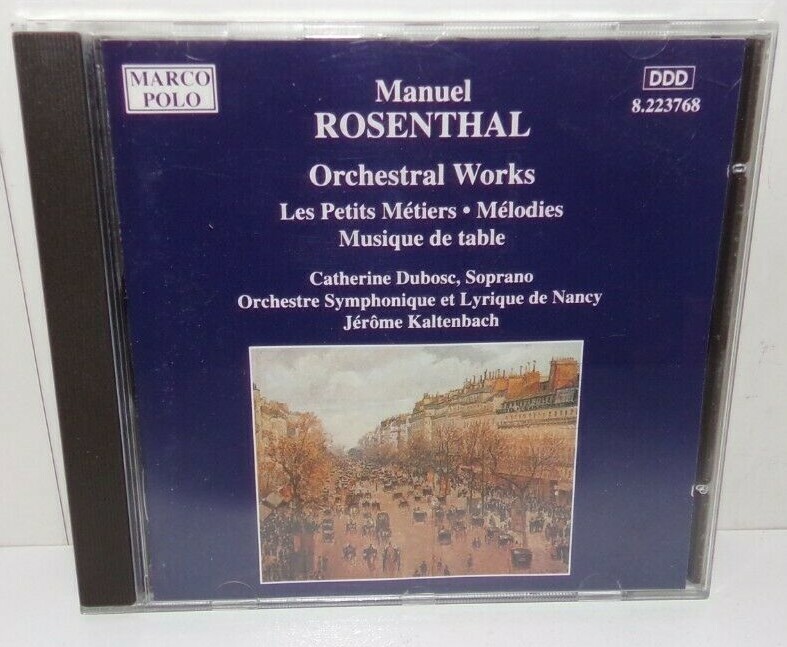 MARCO
POLO
DDD
8.223768
Manuel
ROSENTHAL
Orchestral Works
Les Petits Métiers • Mélodies
Musique de table
Catherine Dubosc, Soprano
Orchestre Symphonique et Lyrique de Nancy
Jérôme Kaltenbach